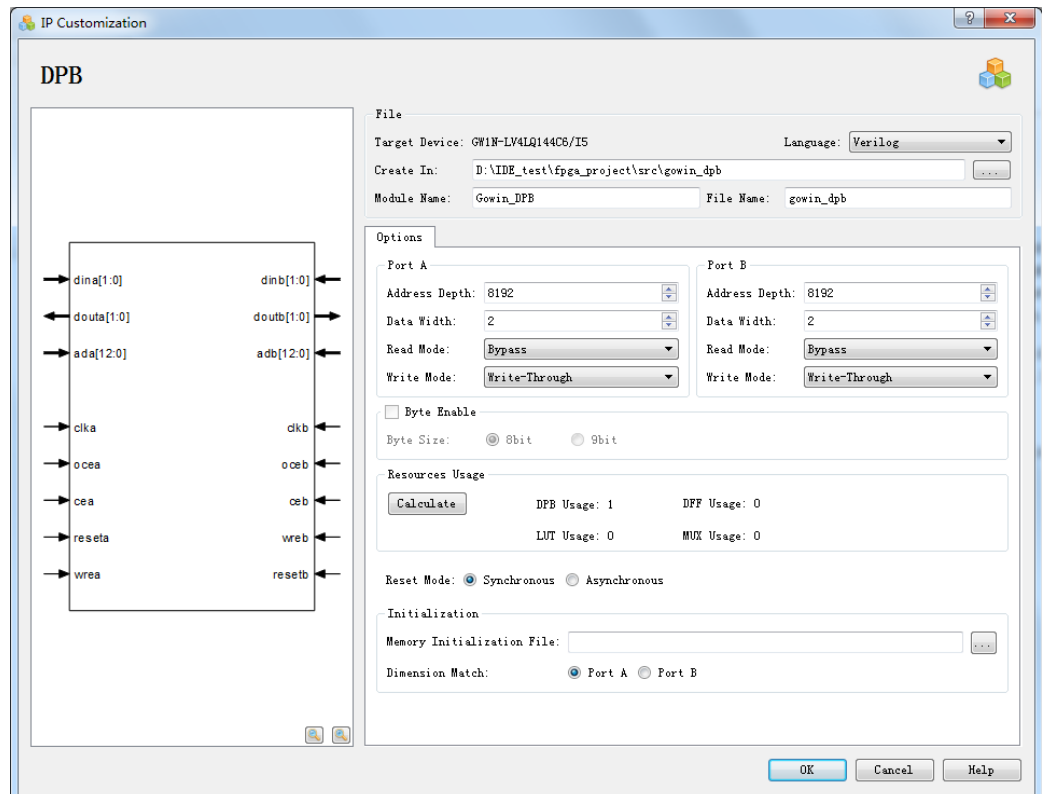 IP Customization
DPB
File
Target Device: GW1N-LV4LQ144C6/I5 Language: Verilog
Create In: D:\IDE_test\fpga_project\src\gowin_dpb ...
Module Name: Gowin_DPB File Name: gowin_dpb
Options
Port A Port B
Address Depth: 8192 Address Depth: 8192
Data Width: 2 Data Width: 2
Read Mode: Bypass Read Mode: Bypass
Write Mode: Write-Through Write Mode: Write-Through
Byte Enable
Byte Size: 8bit 9bit
Resources Usage
Calculate DPB Usage: 1 DFF Usage: 0
LUT Usage: 0 MUX Usage: 0
Reset Mode: Synchronous Asynchronous
Initialization
Memory Initialization File: ...
Dimension Match: Port A Port B
dina[1:0] dinb[1:0]
douta[1:0] doutb[1:0]
ada[12:0] adb[12:0]
clka clkb
ocea oceb
cea ceb
reseta wreb
wrea resetb
OK Cancel Help